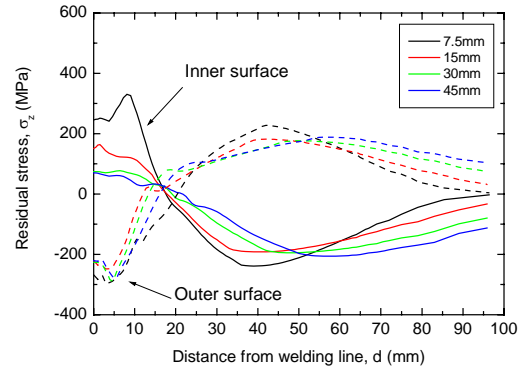 600
400
200
0
-200
-400
Residual stress, σz (MPa)
7.5mm
15mm
30mm
45mm
Inner surface
Outer surface
0 10 20 30 40 50 60 70 80 90 100
Distance from welding line, d (mm)